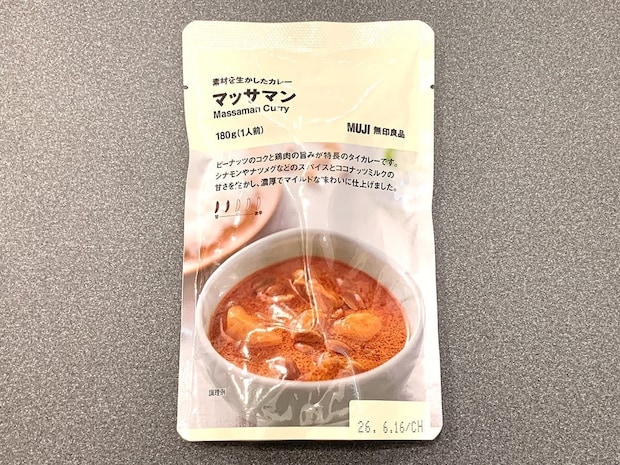 素材を生かしたカレー
マッサマン
Massaman Curry
180g(1人前)
MUJI 無印良品
ピーナッツのコクと鶏肉の旨みが特長のタイカレーです。
シナモンやナツメグなどのスパイスとココナッツミルクの
甘さを生かし、濃厚でマイルドな味わいに仕上げました。
調理例
26. 6.16/CH